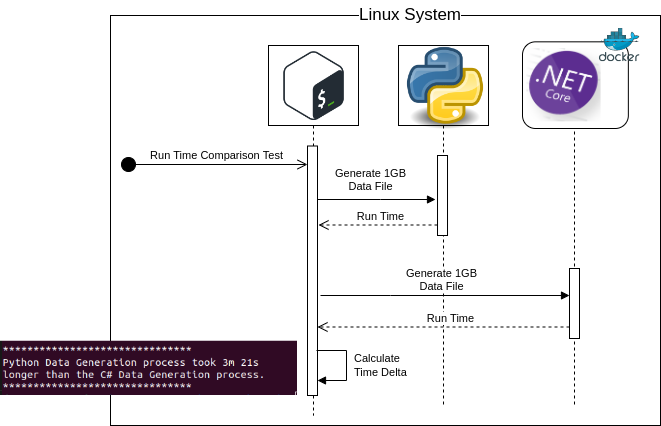 Linux System
$_
.NET
Core
docker
Run Time Comparison Test
Generate 1GB
Data File
Run Time
Generate 1GB
Data File
Run Time
Calculate
Time Delta
*******************************
Python Data Generation process took 3m 21s
longer than the C# Data Generation process.
*******************************